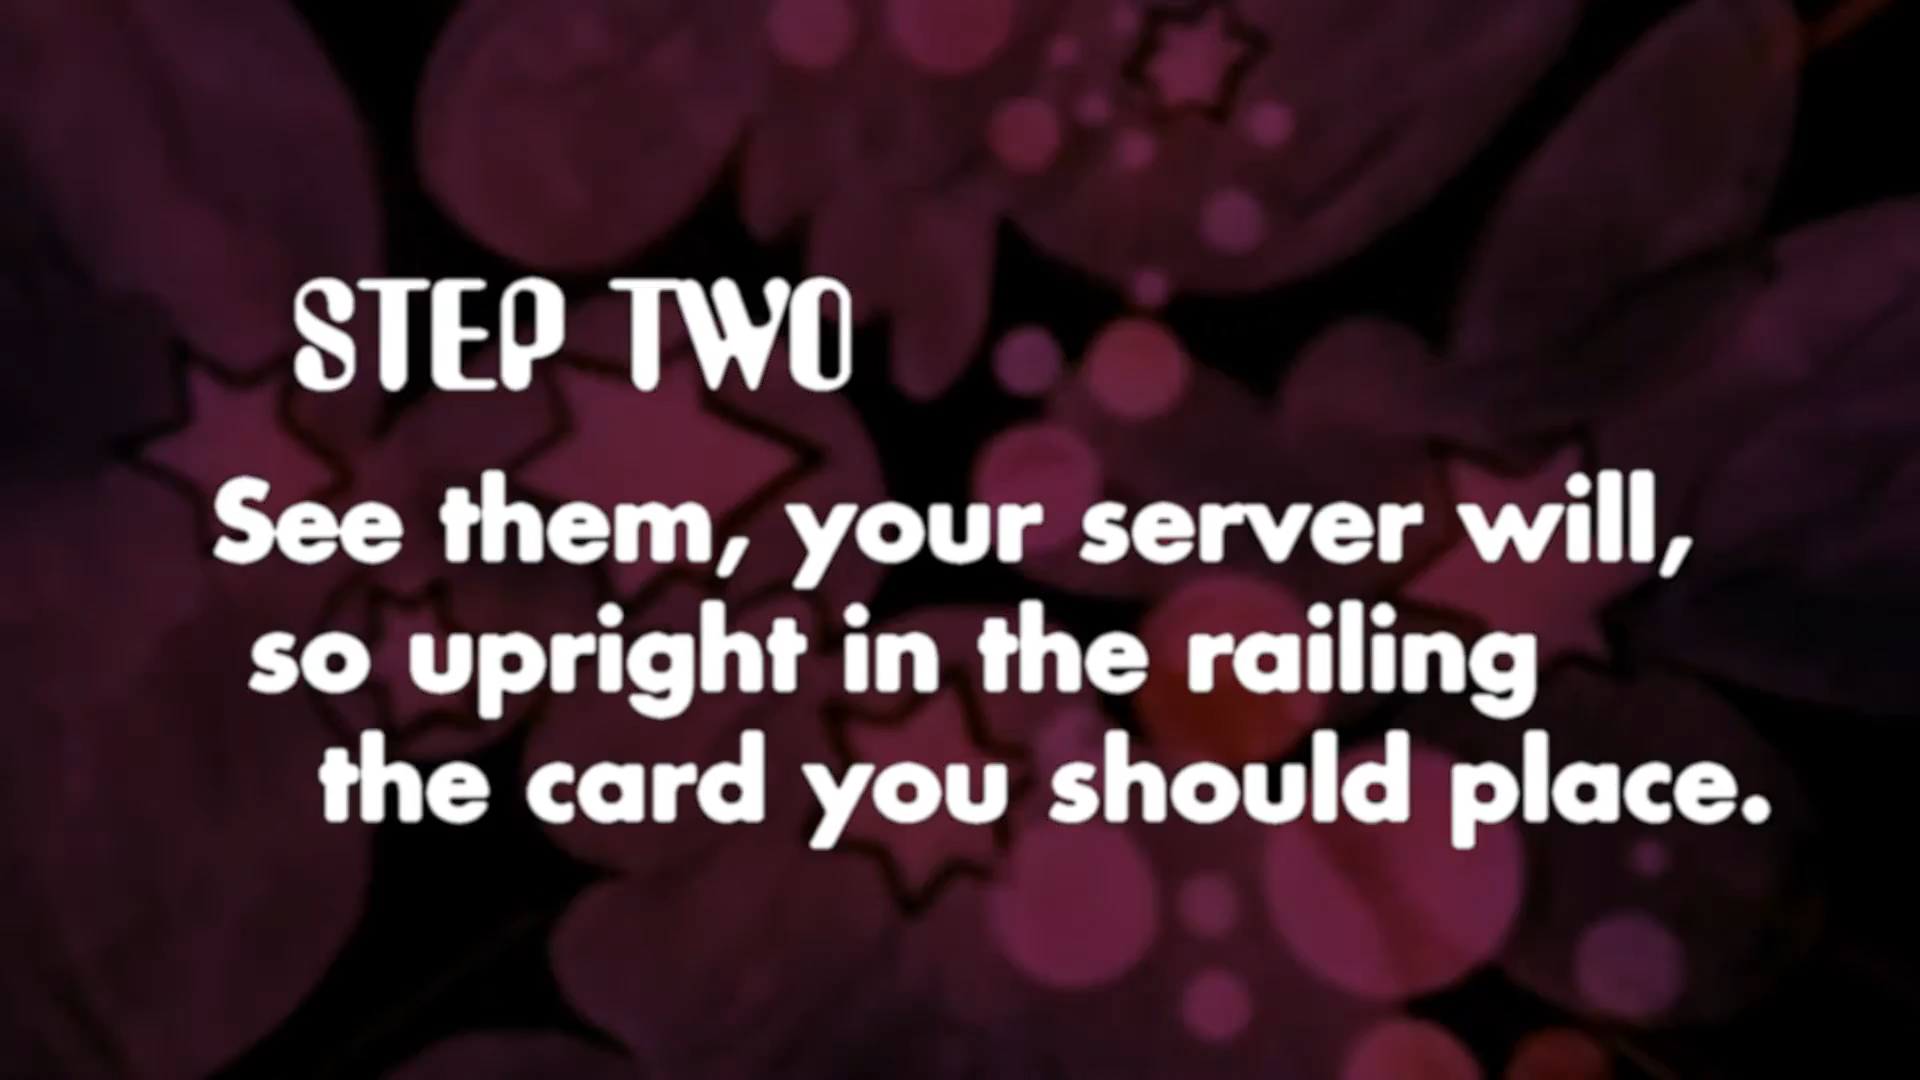 STEP TWO
See them, your server will,
so upright in the railing
the card you should place.